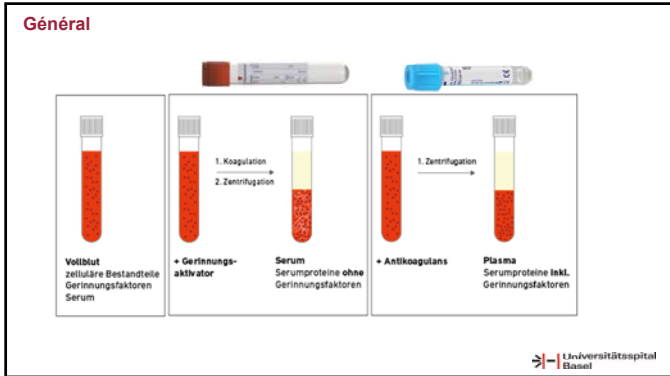 Général
1. Koagulation
2. Zentrifugation
1. Zentrifugation
Vollblut
zelluläre Bestandteile
Gerinnungsfaktoren
Serum
+ Gerinnungs-
aktivator
Serum
Serumproteine ohne
Gerinnungsfaktoren
+ Antikoagulans
Plasma
Serumproteine inkl.
Gerinnungsfaktoren
Universitätsspital
Basel